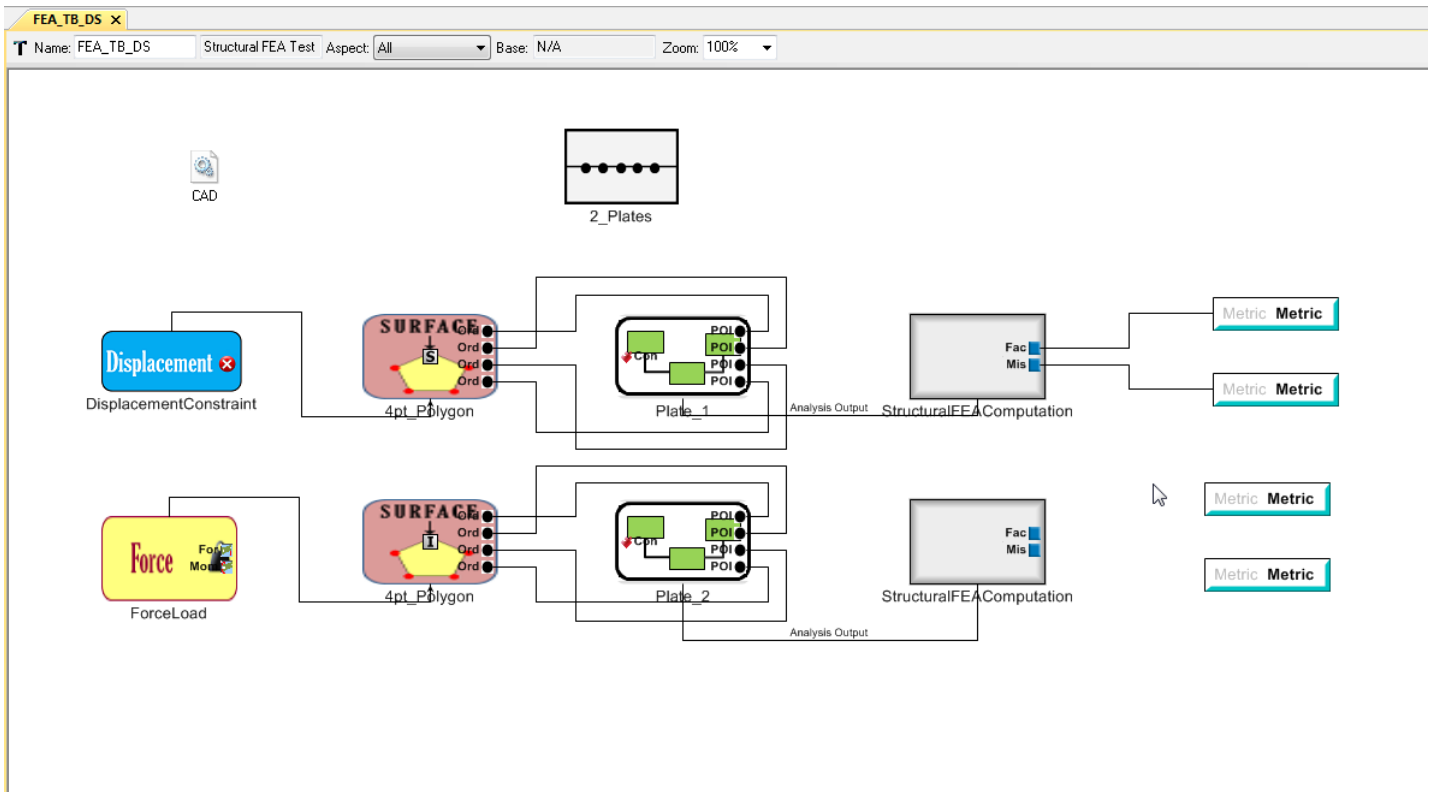 FEA_TB_DS X
T Name: FEA_TB_DS Structural FEA Test Aspect: All Base: N/A Zoom: 100%
CAD
2_Plates
Displacement
DisplacementConstraint
SURFACE
Ord
Ord
Ord
Ord
S
4pt_Polygon
POI
POI
POI
POI
Con
Plate_1
Analysis Output
Fac
Mis
StructuralFEAComputation
Metric Metric
Metric Metric
Force
ForceLoad
SURFACE
Ord
Ord
Ord
Ord
I
4pt_Polygon
POI
POI
POI
POI
Con
Plate_2
Analysis Output
Fac
Mis
StructuralFEAComputation
Metric Metric
Metric Metric